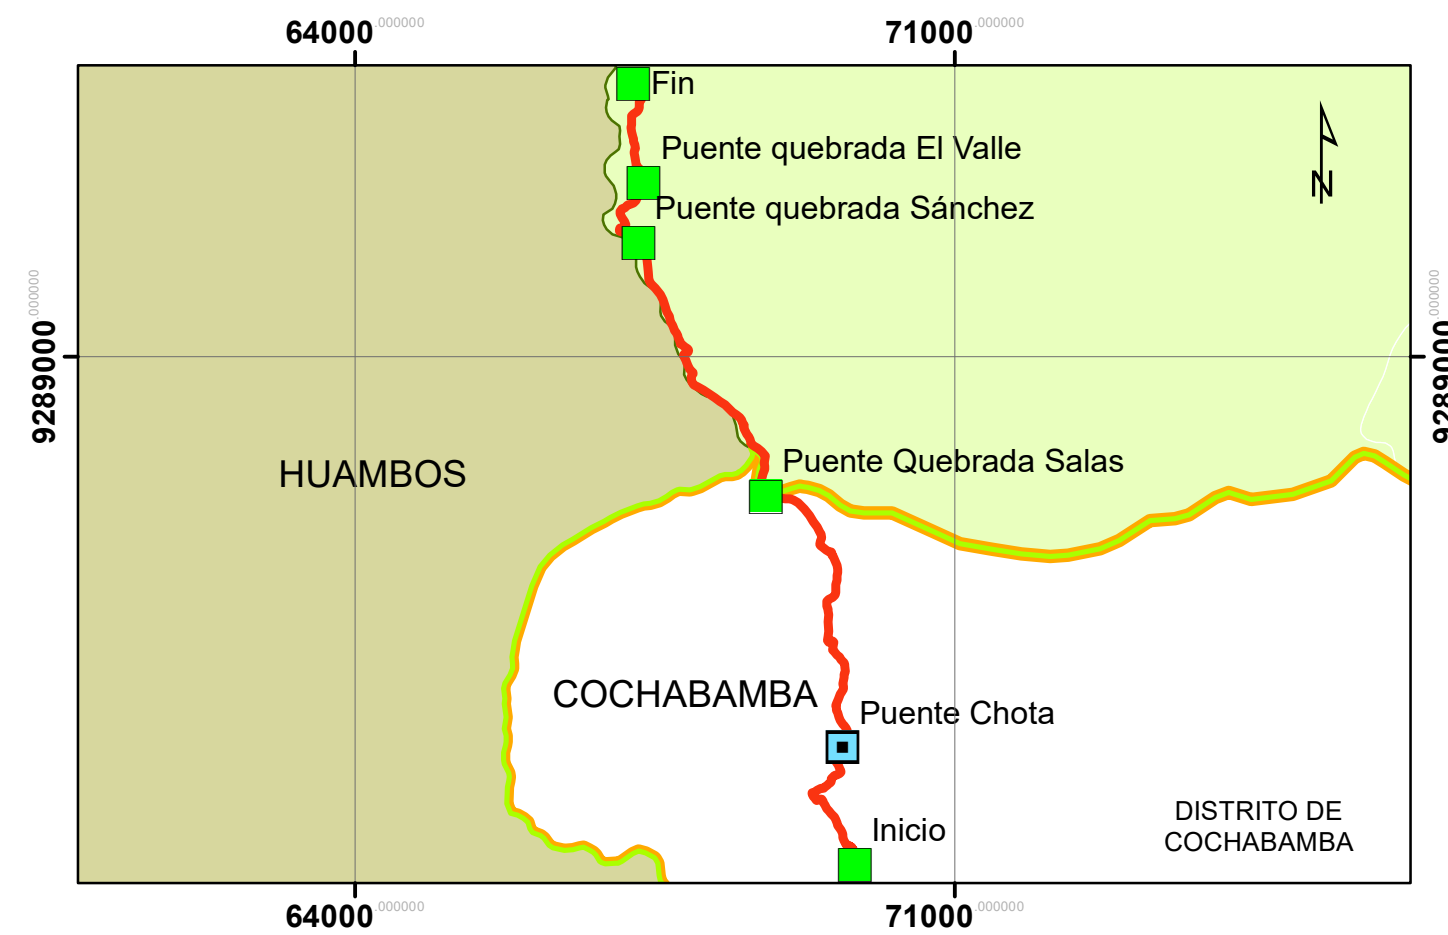 64000.000000 71000.000000
Fin
Puente quebrada El Valle
N
Puente quebrada Sánchez
9289000.000000
9289000.000000
Puente Quebrada Salas
HUAMBOS
COCHABAMBA
Puente Chota
DISTRITO DE
COCHABAMBA
Inicio
64000.000000 71000.000000